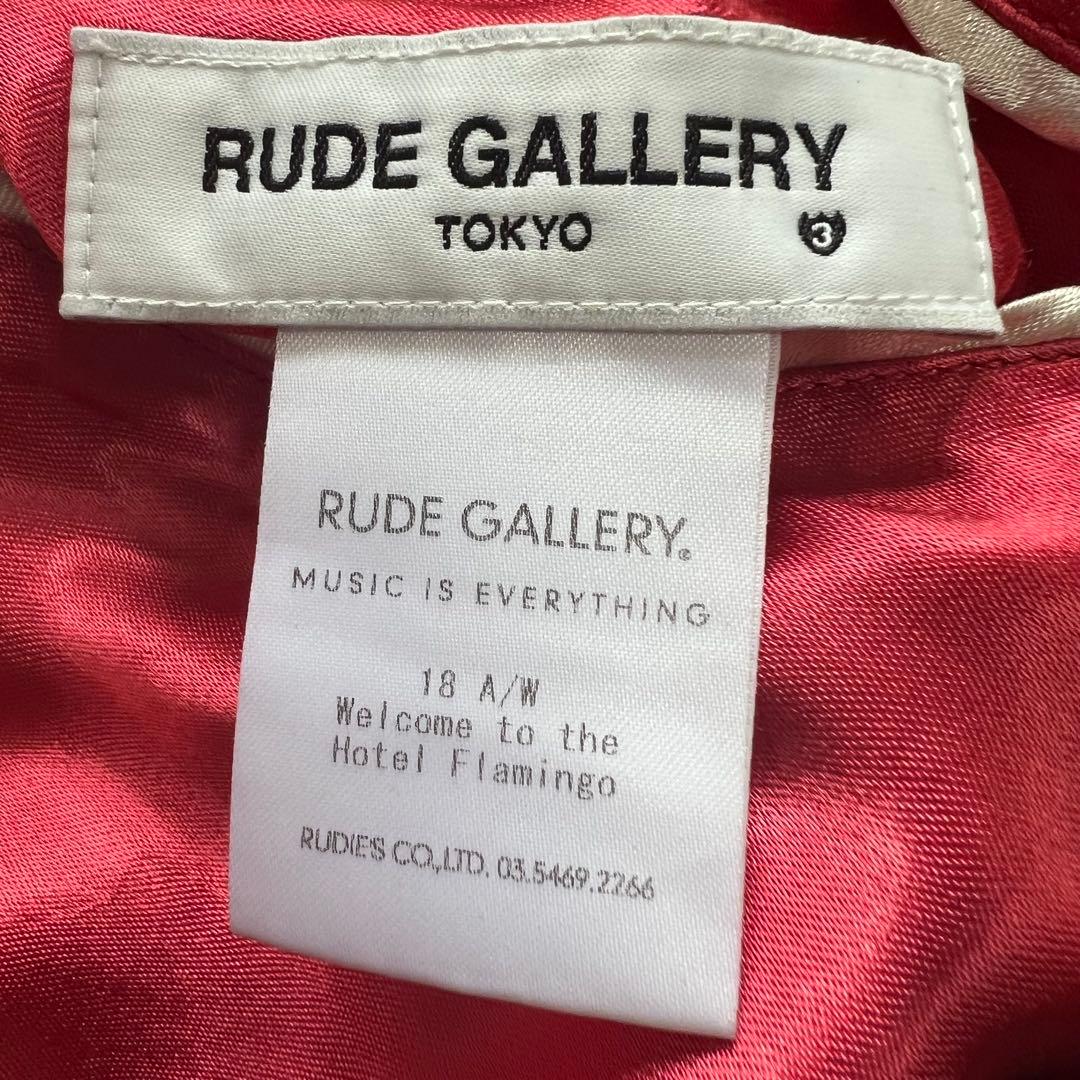 RUDE GALLERY
TOKYO 3
RUDE GALLERY®
MUSIC IS EVERYTHING
18 A/W
Welcome to the
Hotel Flamingo
RUDIES CO.,LTD. 03.5469.2266